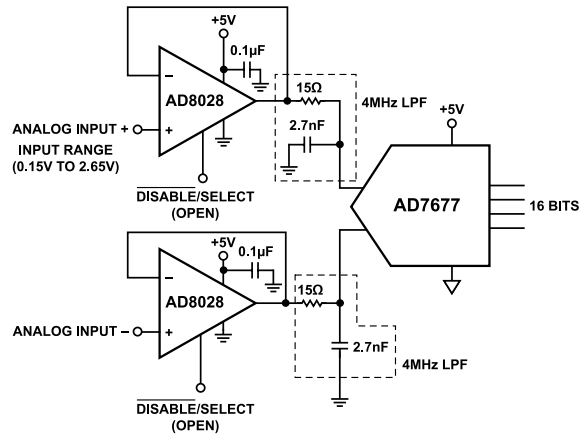 +5V
0.1µF
–
AD8028
+
ANALOG INPUT +
INPUT RANGE
(0.15V TO 2.65V)
DISABLE/SELECT
(OPEN)
15Ω
2.7nF
4MHz LPF
+5V
AD7677
16 BITS
+5V
0.1µF
–
AD8028
+
ANALOG INPUT –
DISABLE/SELECT
(OPEN)
15Ω
2.7nF
4MHz LPF